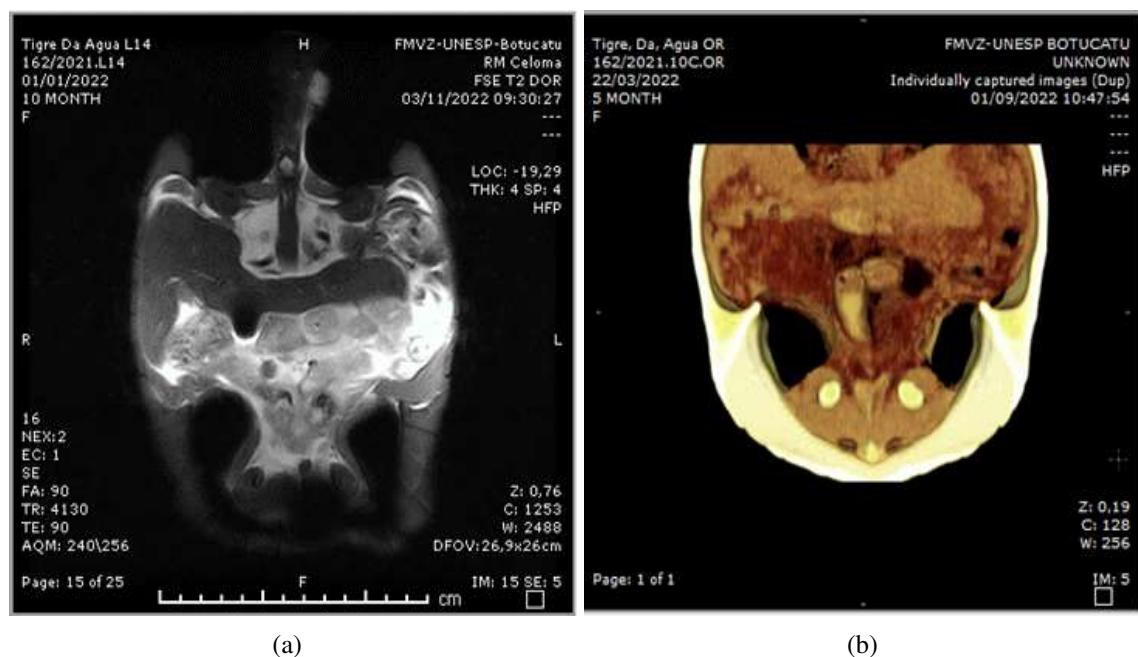 Tigre Da Agua L14
162/2021.L14
01/01/2022
10 MONTH
F
H
FMVZ-UNESP-Botucatu
RM Celoma
FSE T2 DOR
03/11/2022 09:30:27
---
---
LOC: -19,29
THK: 4 SP: 4
HFP
R
L
16
NEX:2
EC: 1
SE
FA: 90
TR: 4130
TE: 90
AQM: 240\256
Z: 0,76
C: 1253
W: 2488
DFOV:26,9x26cm
Page: 15 of 25
F
IM: 15 SE: 5
cm
(a)
Tigre, Da, Agua OR
162/2021.10C.OR
22/03/2022
5 MONTH
F
FMVZ-UNESP BOTUCATU
UNKNOWN
Individually captured images (Dup)
01/09/2022 10:47:54
---
---
---
HFP
Z: 0,19
C: 128
W: 256
Page: 1 of 1
IM: 5
(b)